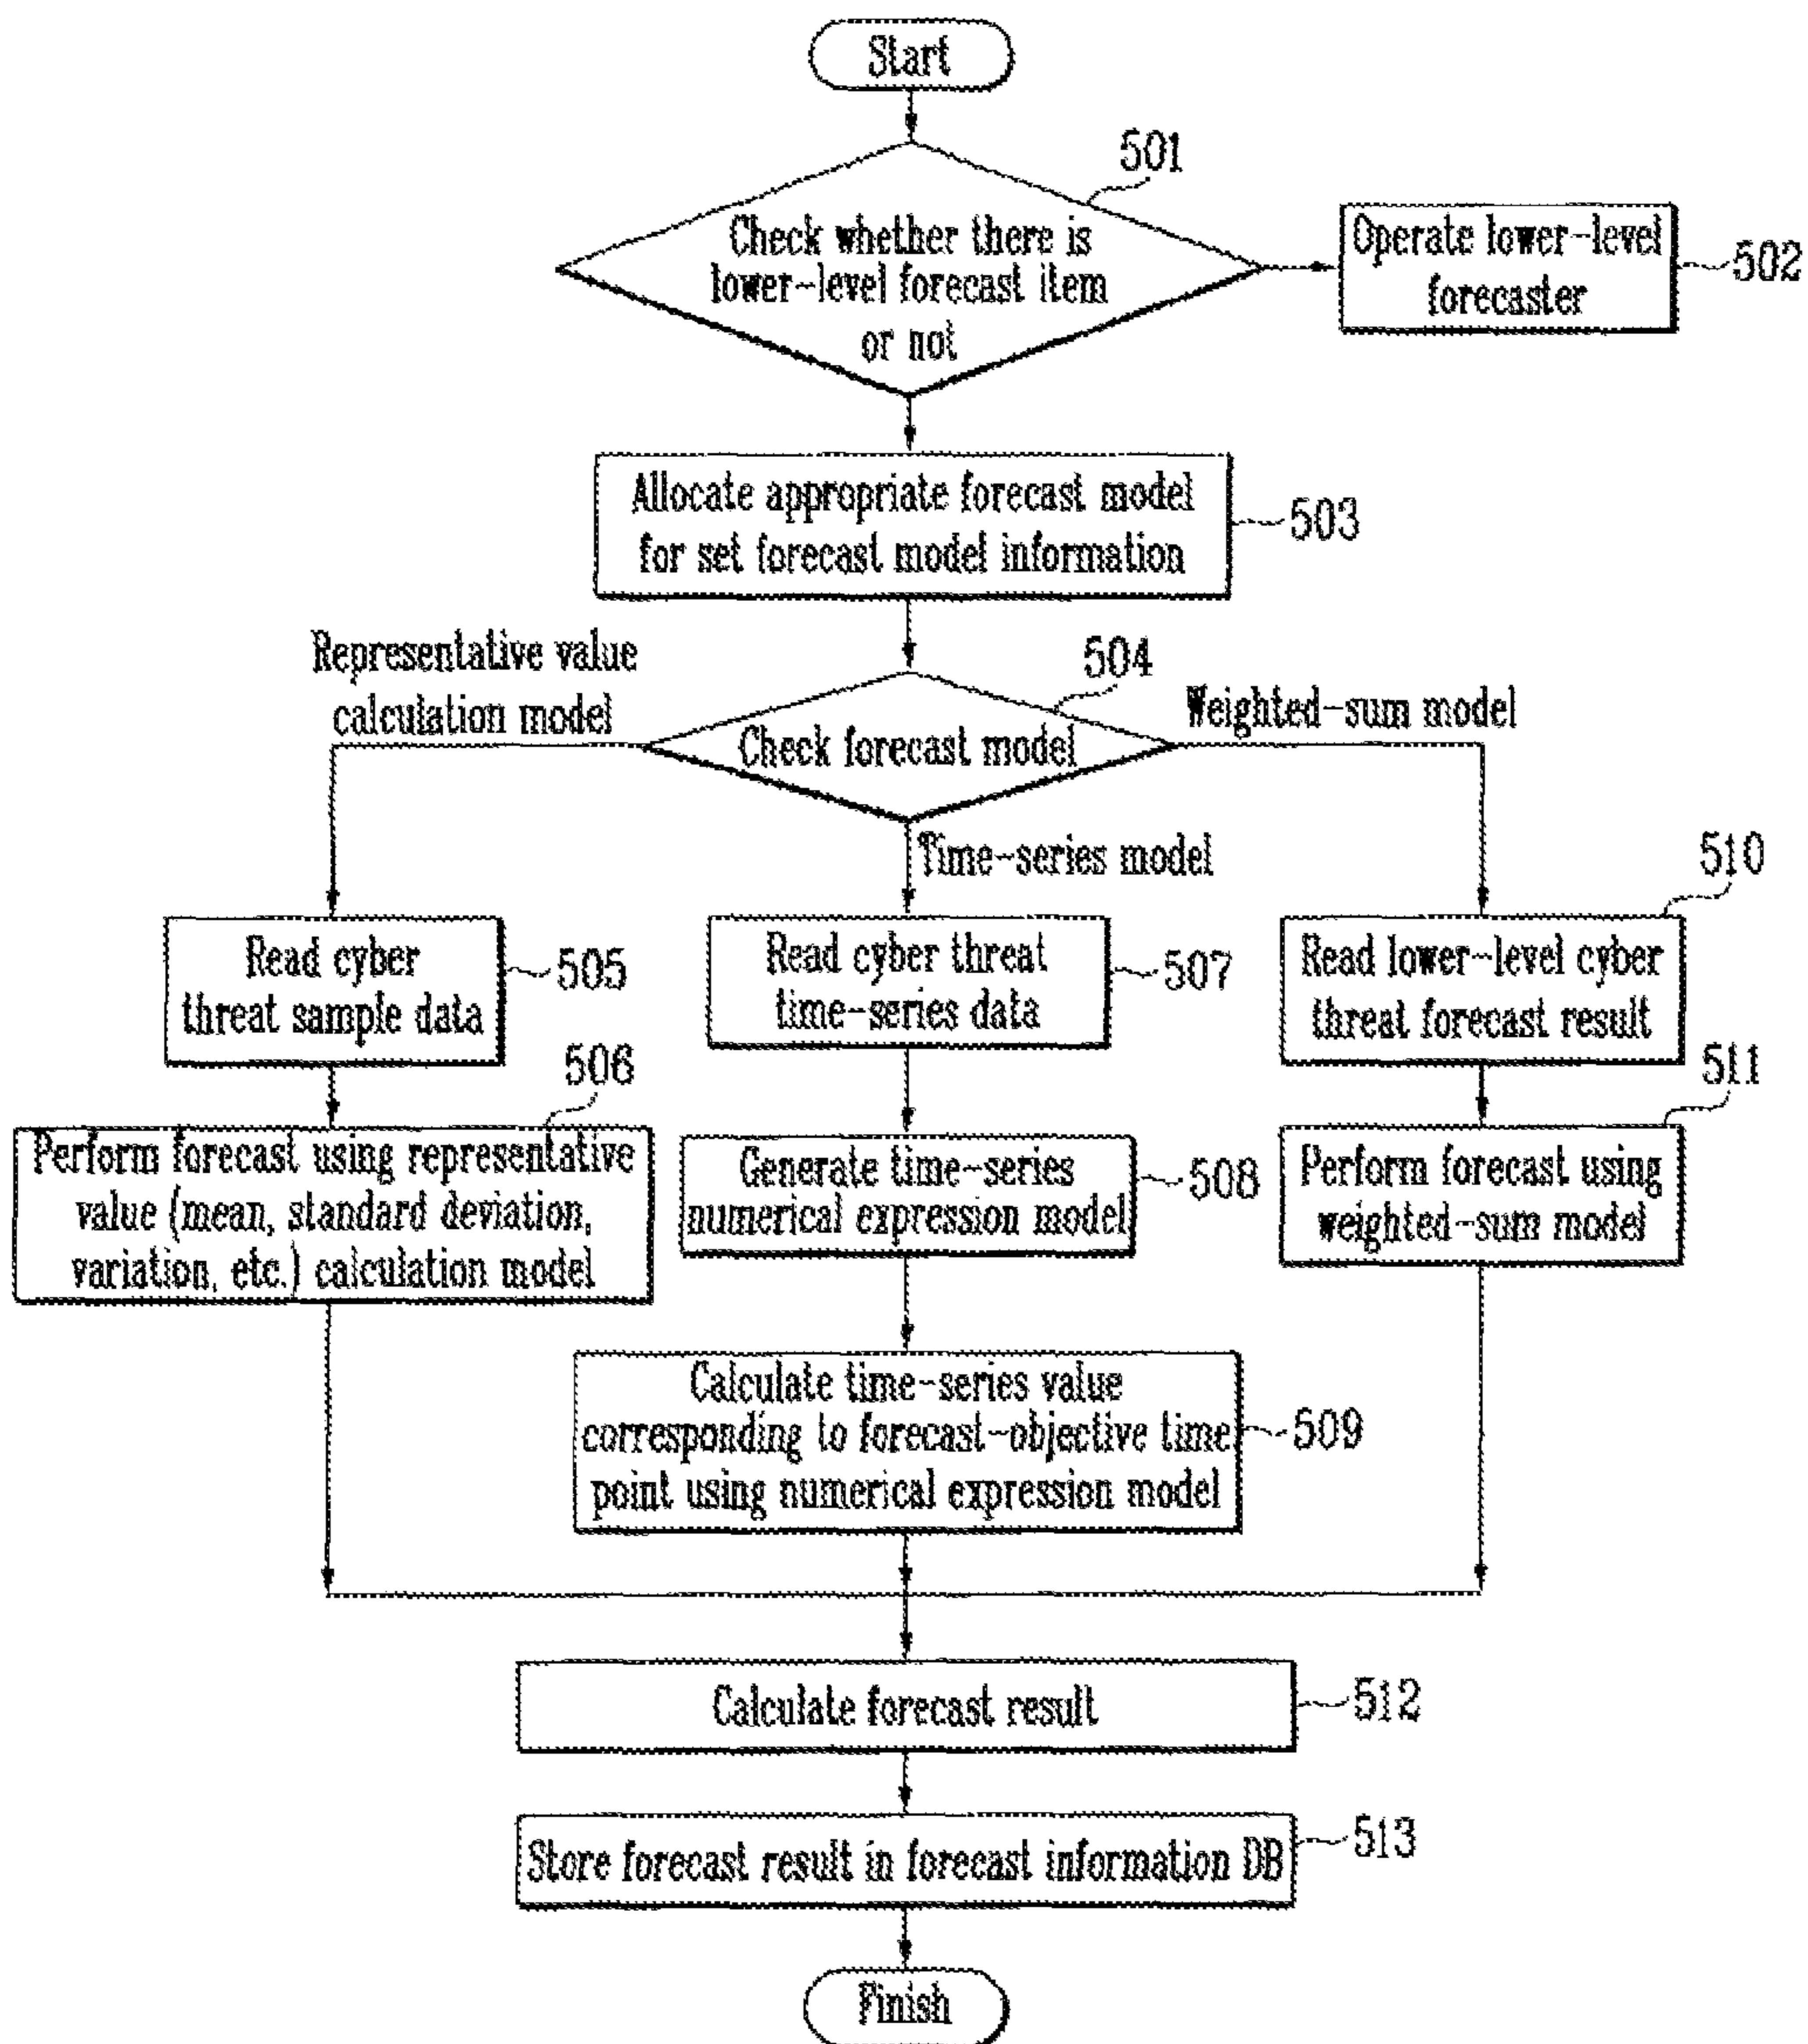 Start
501
Check whether there is
lower-level forecast item
or not
Operate lower-level
forecaster
502
Allocate appropriate forecast model
for set forecast model information
503
Representative value
calculation model
504
Check forecast model
Weighted-sum model
Time-series model
Read cyber
threat sample data
505
Read cyber threat
time-series data
507
510
Read lower-level cyber
threat forecast result
506
Perform forecast using representative
value (mean, standard deviation,
variation, etc.) calculation model
Generate time-series
numerical expression model
508
511
Perform forecast using
weighted-sum model
Calculate time-series value
corresponding to forecast-objective time
point using numerical expression model
509
Calculate forecast result
512
Store forecast result in forecast information DB
513
Finish